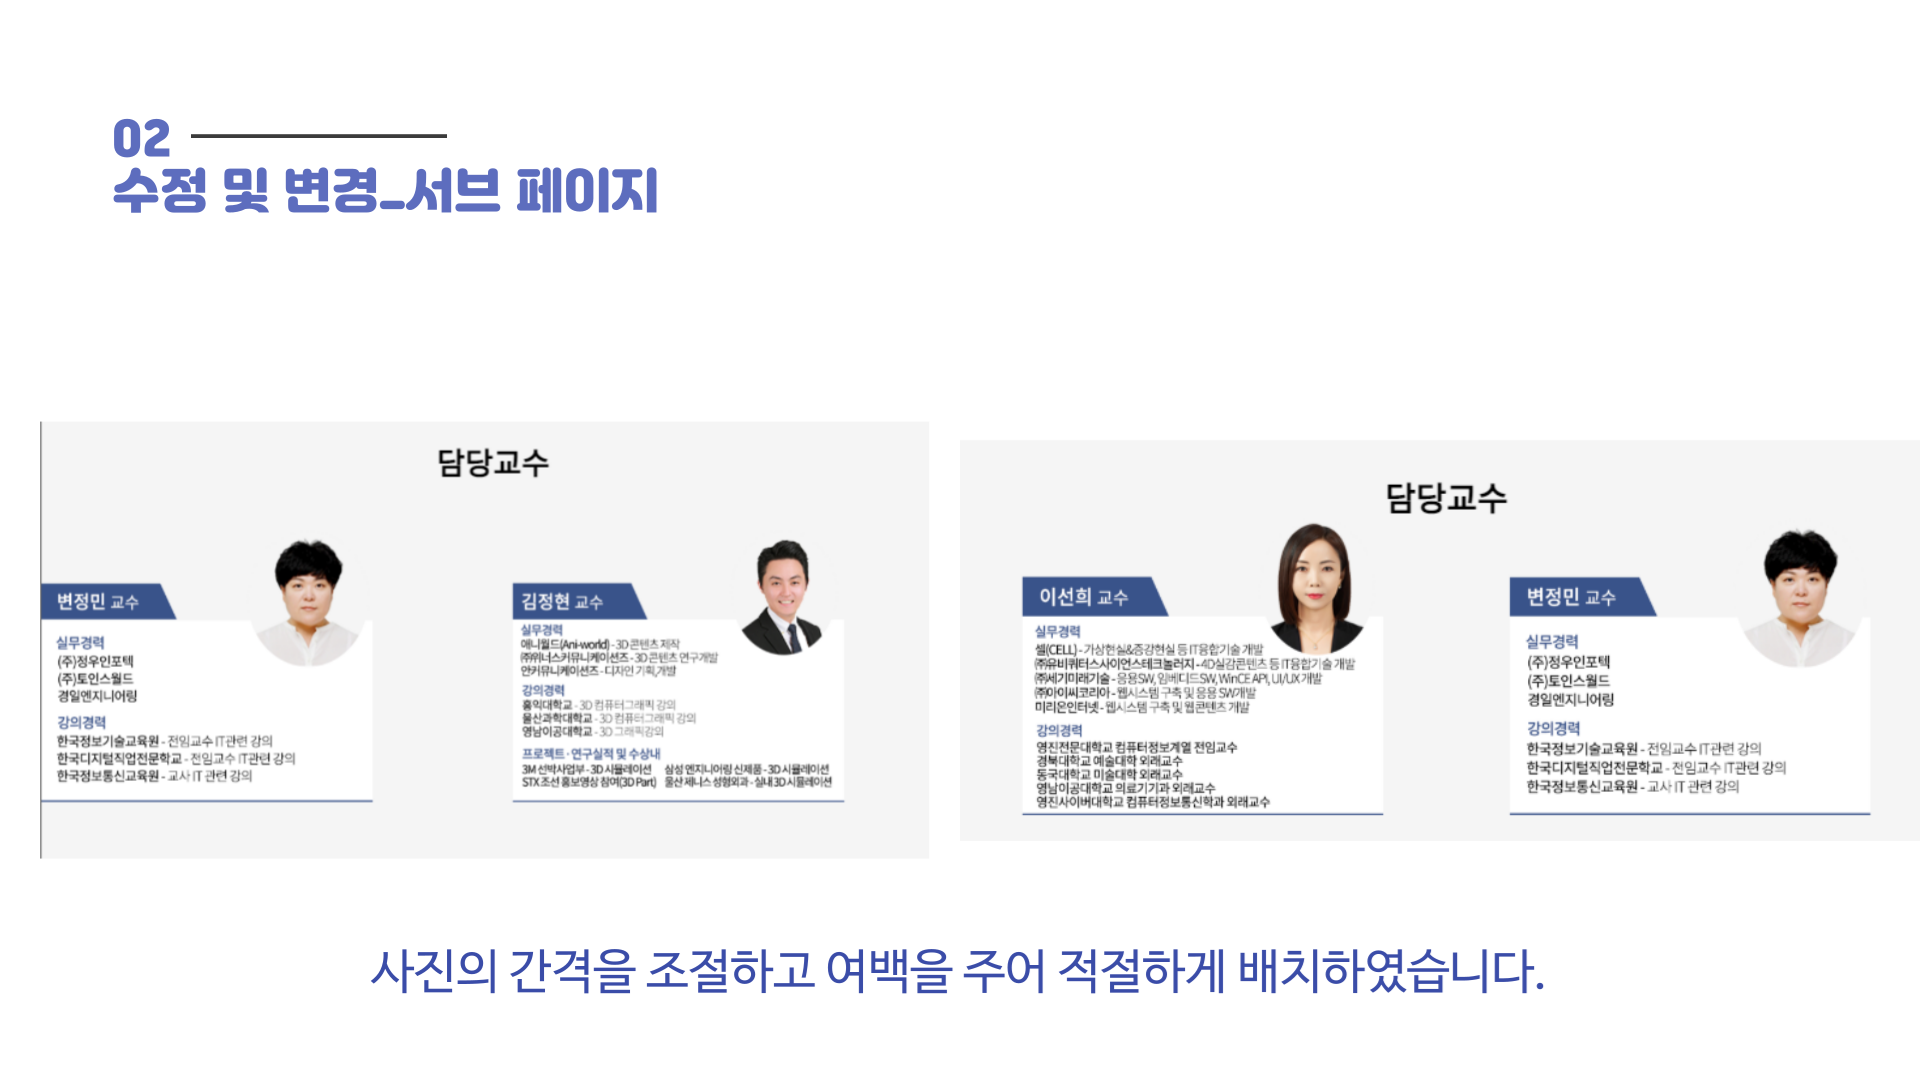 02
수정 및 변경_서브 페이지
담당교수
변정민 교수
실무경력
(주)정우인포텍
(주)토인스월드
경일엔지니어링
강의경력
한국정보기술교육원 - 전임교수 IT관련 강의
한국디지털직업전문학교 - 전임교수 IT관련 강의
한국정보통신교육원 - 교사 IT 관련 강의
김정현 교수
실무경력
애니월드(Ani-world) - 3D 콘텐츠 제작
㈜위너스커뮤니케이션즈 - 3D 콘텐츠 연구개발
안커뮤니케이션즈 - 디자인 기획,개발
강의경력
홍익대학교 - 3D 컴퓨터그래픽 강의
울산과학대학교 - 3D 컴퓨터그래픽 강의
영남이공대학교 - 3D 그래픽강의
프로젝트·연구실적 및 수상내
3M 선박사업부 - 3D 시뮬레이션 삼성 엔지니어링 신제품 - 3D 시뮬레이션
STX 조선 홍보영상 참여(3D Part) 울산 제니스 성형외과 - 실내 3D 시뮬레이션
담당교수
이선희 교수
실무경력
셀(CELL) - 가상현실&증강현실 등 IT융합기술 개발
㈜유비쿼터스사이언스테크놀러지 - 4D실감콘텐츠 등 IT융합기술 개발
㈜세기미래기술 - 응용SW, 임베디드SW, WinCE API, UI/UX 개발
㈜아이씨코리아 - 웹시스템 구축 및 응용 SW개발
미리온인터넷 - 웹시스템 구축 및 웹콘텐츠 개발
강의경력
영진전문대학교 컴퓨터정보계열 전임교수
경북대학교 예술대학 외래교수
동국대학교 미술대학 외래교수
영남이공대학교 의료기기과 외래교수
영진사이버대학교 컴퓨터정보통신학과 외래교수
변정민 교수
실무경력
(주)정우인포텍
(주)토인스월드
경일엔지니어링
강의경력
한국정보기술교육원 - 전임교수 IT관련 강의
한국디지털직업전문학교 - 전임교수 IT관련 강의
한국정보통신교육원 - 교사 IT 관련 강의
사진의 간격을 조절하고 여백을 주어 적절하게 배치하였습니다.